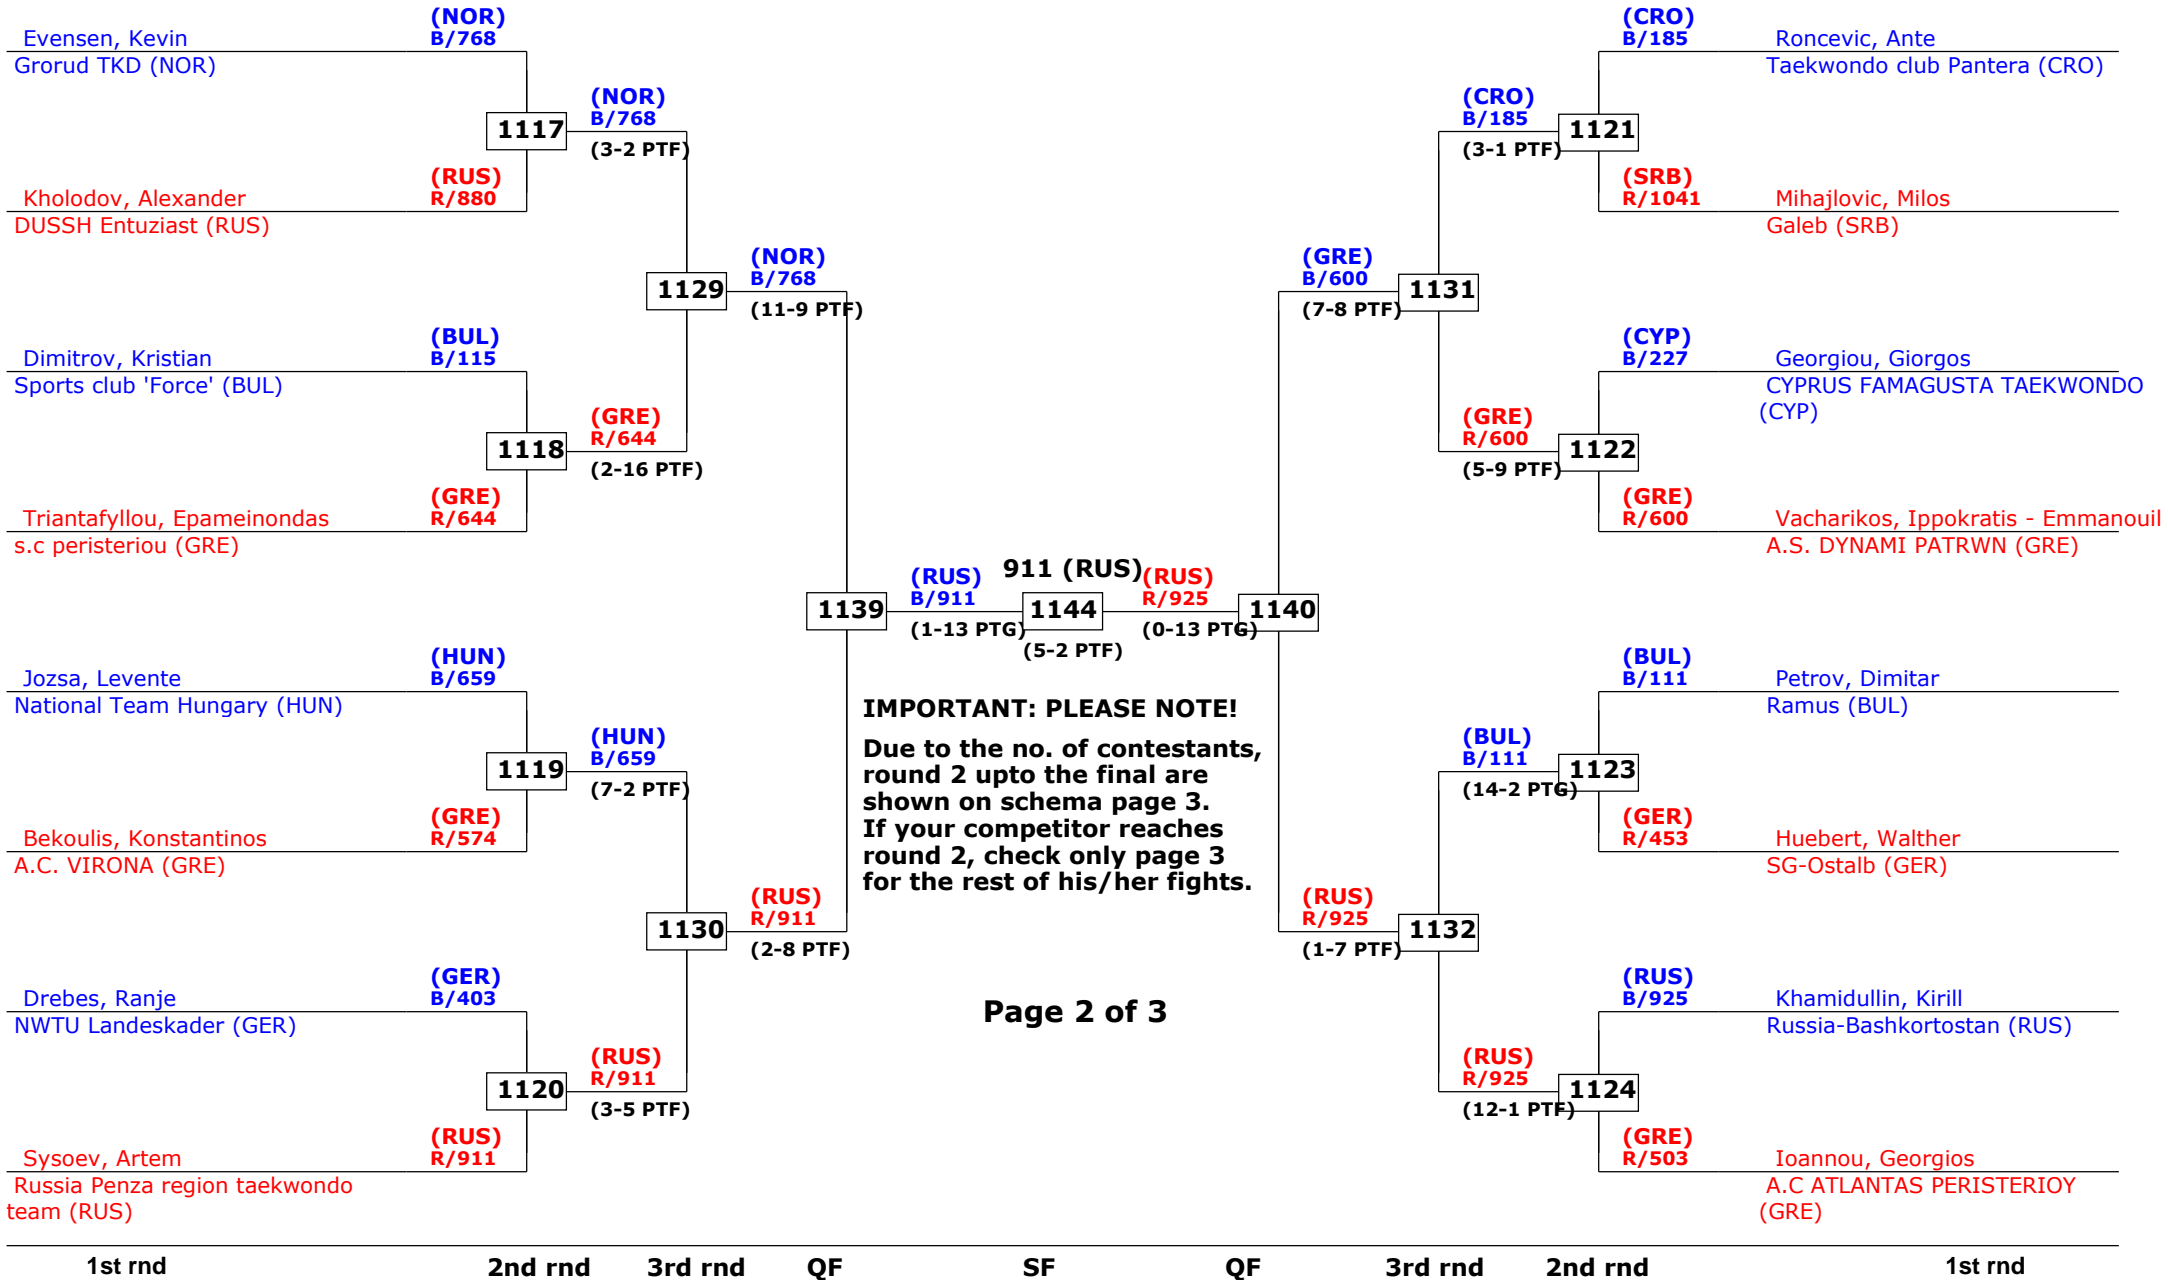 (NOR)
Evensen, Kevin B/768
Grorud TKD (NOR)
(NOR)
B/768
1117
(3-2 PTF)
(RUS)
Kholodov, Alexander R/880
DUSSH Entuziast (RUS)
(NOR)
B/768
1129
(11-9 PTF)
(BUL)
Dimitrov, Kristian B/115
Sports club 'Force' (BUL)
(GRE)
R/644
1118
(2-16 PTF)
(GRE)
Triantafyllou, Epameinondas R/644
s.c peristeriou (GRE)
(HUN)
Jozsa, Levente B/659
National Team Hungary (HUN)
(HUN)
B/659
1119
(7-2 PTF)
(GRE)
Bekoulis, Konstantinos R/574
A.C. VIRONA (GRE)
(RUS)
R/911
1130
(2-8 PTF)
(GER)
Drebes, Ranje B/403
NWTU Landeskader (GER)
(RUS)
R/911
1120
(3-5 PTF)
(RUS)
Sysoev, Artem R/911
Russia Penza region taekwondo
team (RUS)
911 (RUS)
(RUS) (RUS)
B/911 R/925
1139 1144 1140
(1-13 PTG) (0-13 PTG)
(5-2 PTF)
IMPORTANT: PLEASE NOTE!
Due to the no. of contestants,
round 2 upto the final are
shown on schema page 3.
If your competitor reaches
round 2, check only page 3
for the rest of his/her fights.
Page 2 of 3
(CRO)
B/185 Roncevic, Ante
Taekwondo club Pantera (CRO)
(CRO)
B/185
1121
(3-1 PTF)
(SRB)
R/1041 Mihajlovic, Milos
Galeb (SRB)
(GRE)
B/600
1131
(7-8 PTF)
(CYP)
B/227 Georgiou, Giorgos
CYPRUS FAMAGUSTA TAEKWONDO
(CYP)
(GRE)
R/600
1122
(5-9 PTF)
(GRE)
R/600 Vacharikos, Ippokratis - Emmanouil
A.S. DYNAMI PATRWN (GRE)
(BUL)
B/111 Petrov, Dimitar
Ramus (BUL)
(BUL)
B/111
1123
(14-2 PTG)
(GER)
R/453 Huebert, Walther
SG-Ostalb (GER)
(RUS)
R/925
1132
(1-7 PTF)
(RUS)
B/925 Khamidullin, Kirill
Russia-Bashkortostan (RUS)
(RUS)
R/925
1124
(12-1 PTF)
(GRE)
R/503 Ioannou, Georgios
A.C ATLANTAS PERISTERIOY
(GRE)
1st rnd 2nd rnd 3rd rnd QF SF QF 3rd rnd 2nd rnd 1st rnd